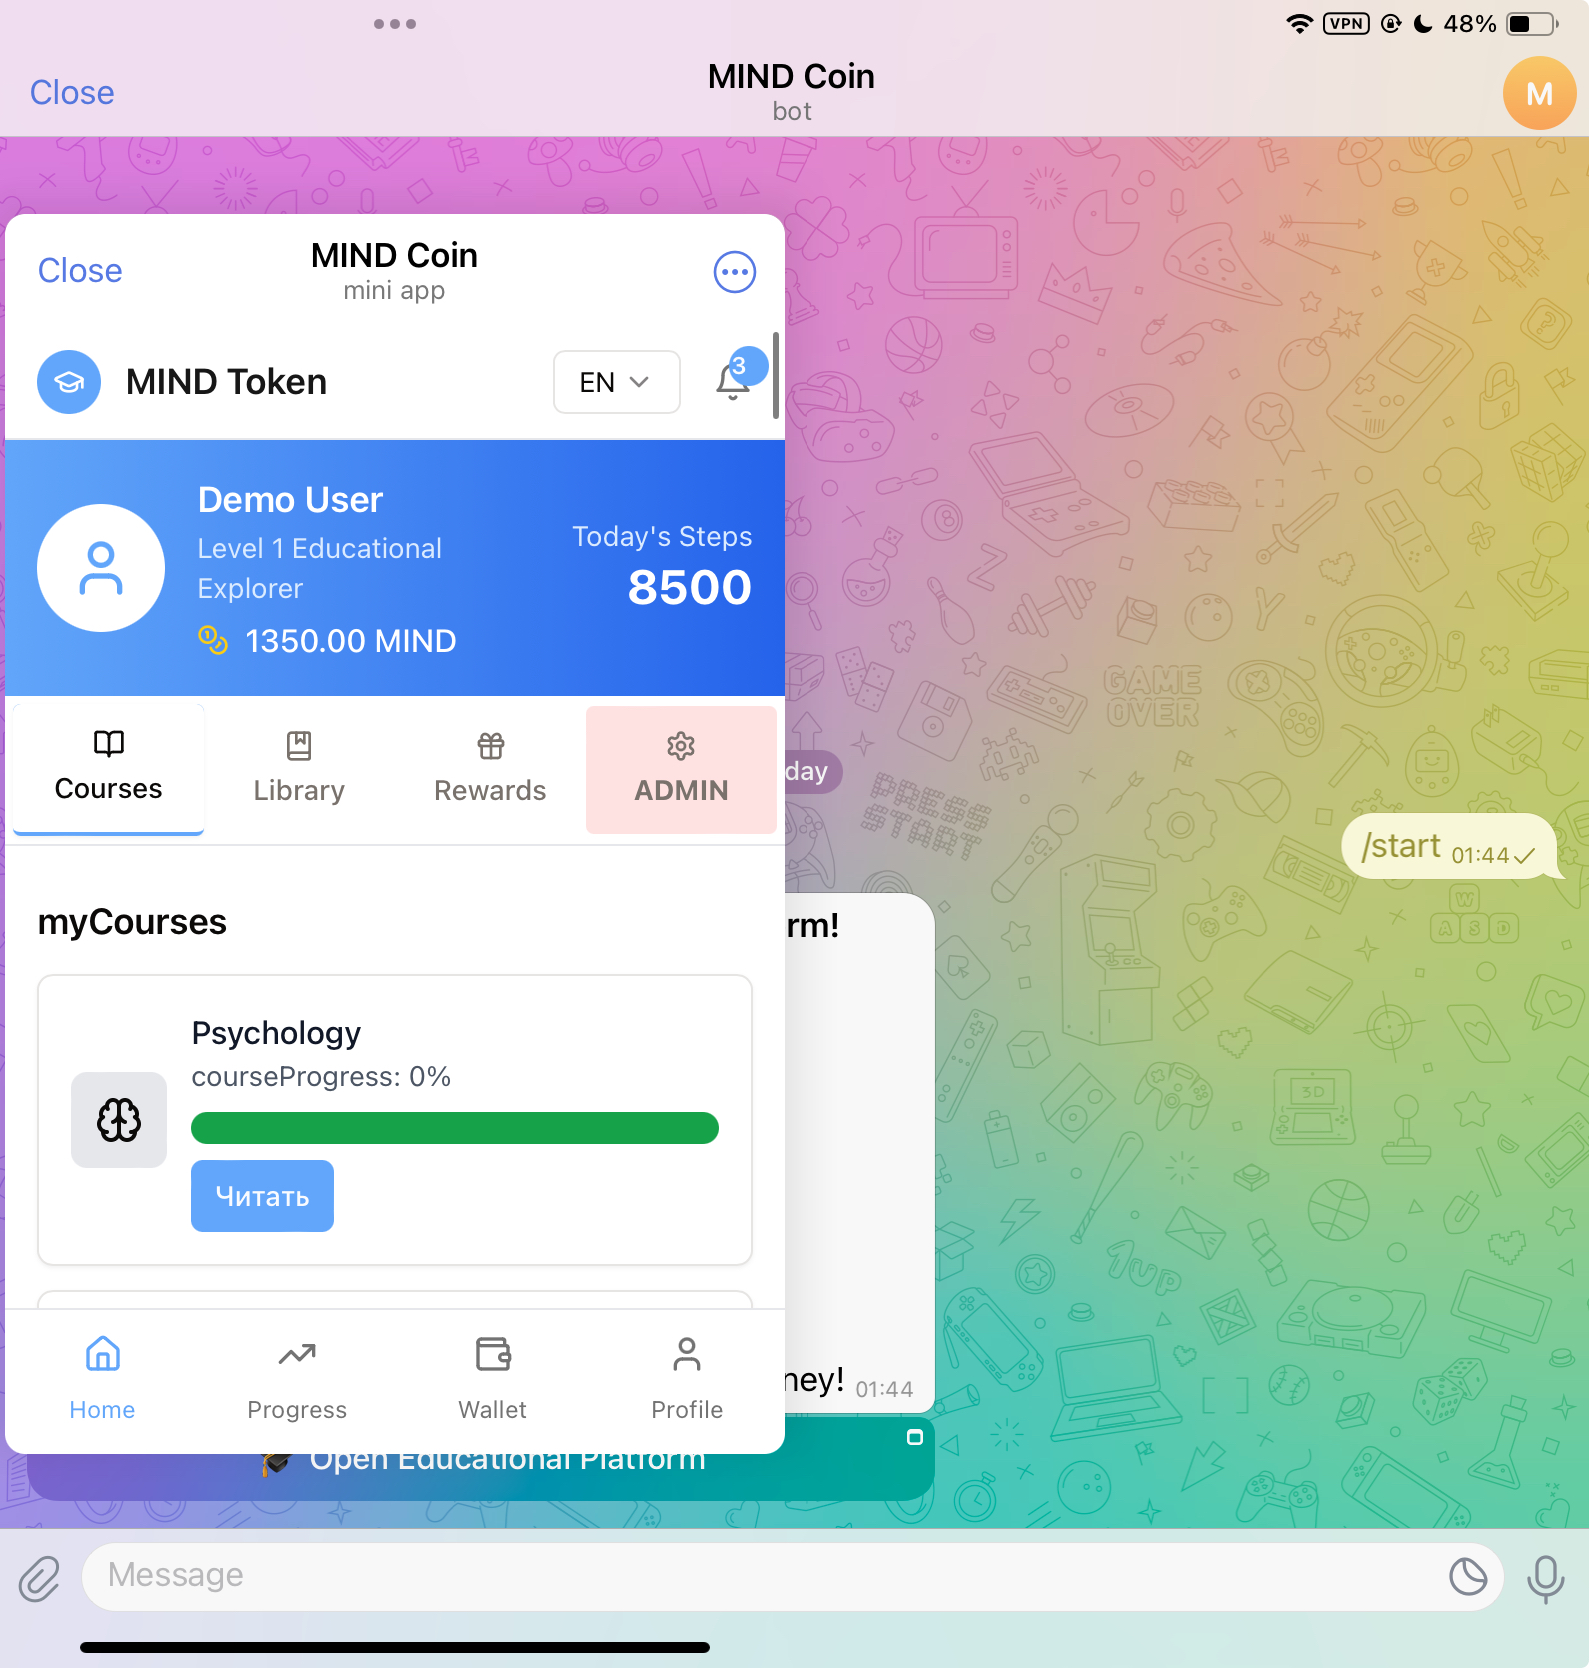 VPN 48%
Close
MIND Coin
bot
M
Close
MIND Coin
mini app
MIND Token
EN
3
Demo User
Level 1 Educational
Explorer
1350.00 MIND
Today's Steps
8500
Courses
Library
Rewards
ADMIN
day
/start 01:44
myCourses
rm!
Psychology
courseProgress: 0%
Читать
ney! 01:44
Home
Progress
Wallet
Profile
Open Educational Platform
Message
GAME
OVER
PRESS
START
W
A S D
3D
1UP